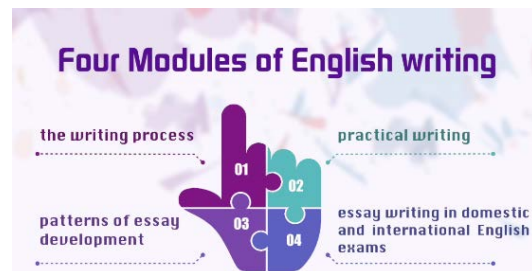 Four Modules of English writing
the writing process
01
02
practical writing
patterns of essay
development
03
04
essay writing in domestic
and international English
exams